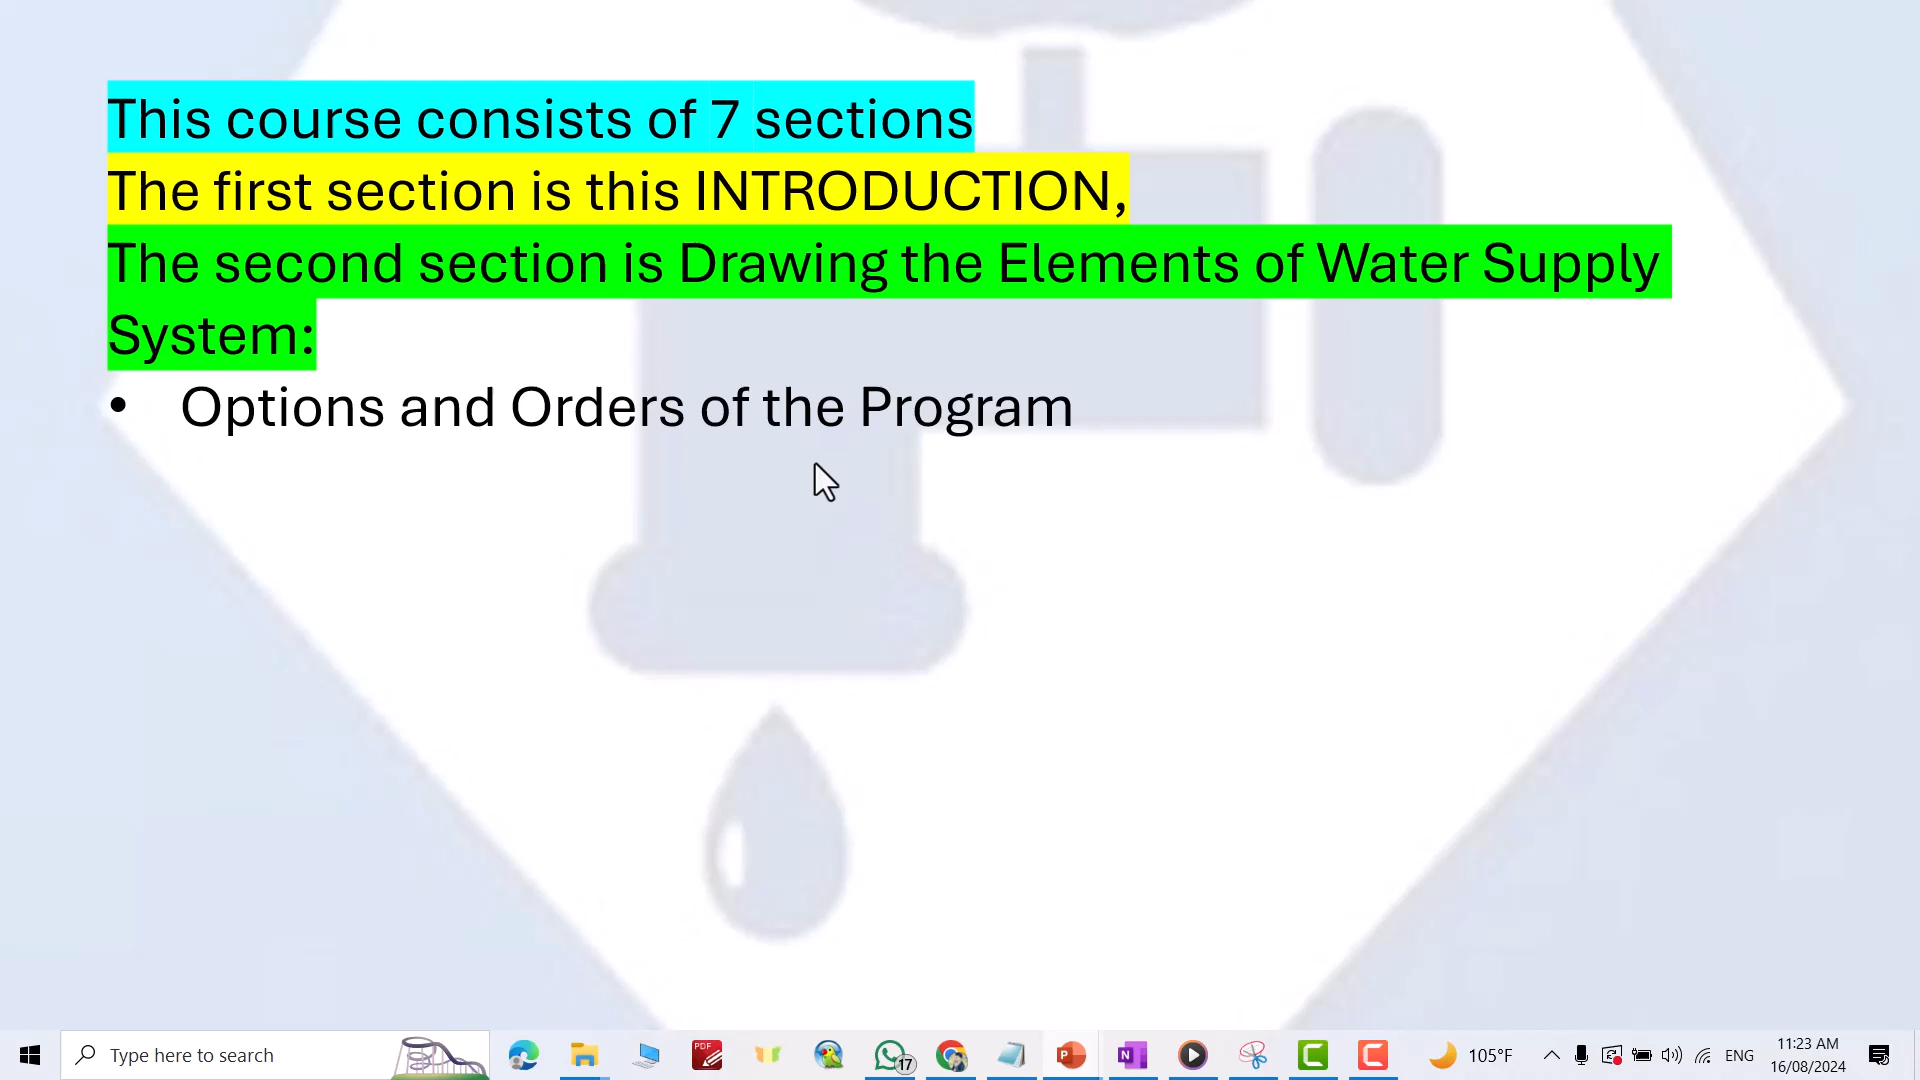 This course consists of 7 sections
The first section is this INTRODUCTION,
The second section is Drawing the Elements of Water Supply
System:
• Options and Orders of the Program
Type here to search
PDF
17
105°F
ENG
11:23 AM
16/08/2024